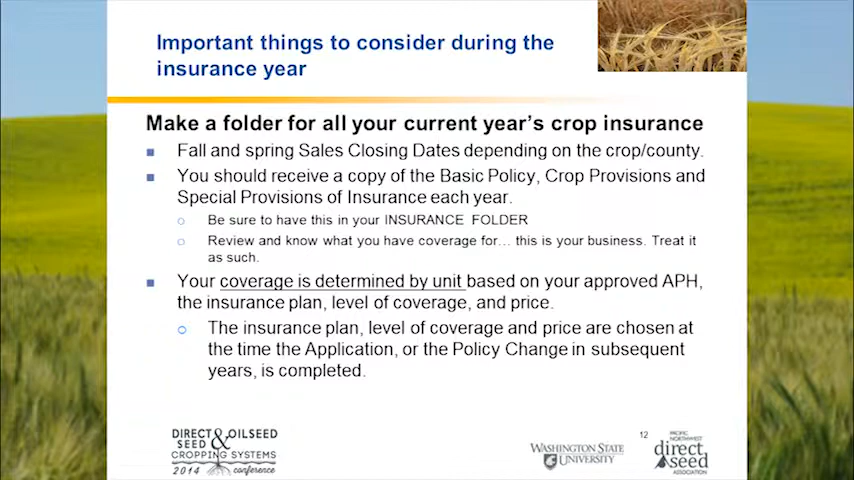 Important things to consider during the
insurance year
Make a folder for all your current year's crop insurance
Fall and spring Sales Closing Dates depending on the crop/county.
You should receive a copy of the Basic Policy, Crop Provisions and
Special Provisions of Insurance each year.
Be sure to have this in your INSURANCE FOLDER
Review and know what you have coverage for... this is your business. Treat it
as such.
Your coverage is determined by unit based on your approved APH,
the insurance plan, level of coverage, and price.
The insurance plan, level of coverage and price are chosen at
the time the Application, or the Policy Change in subsequent
years, is completed.
DIRECT & OILSEED
SEED
CROPPING SYSTEMS
2014 conference
WASHINGTON STATE
UNIVERSITY
12
PACIFIC
NORTHWEST
direct
seed
ASSOCIATION